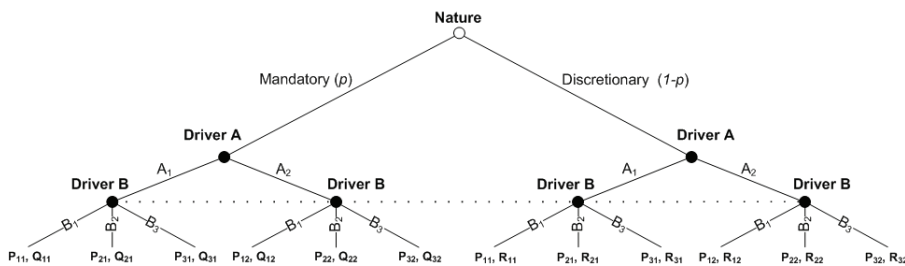 Nature
Mandatory (p) Discretionary (1-p)
Driver A Driver A
A₁ A₂ A₁ A₂
Driver B Driver B Driver B Driver B
B₁ B₂ B₃ B₁ B₂ B₃ B₁ B₂ B₃ B₁ B₂ B₃
P₁₁, Q₁₁ P₂₁, Q₂₁ P₃₁, Q₃₁ P₁₂, Q₁₂ P₂₂, Q₂₂ P₃₂, Q₃₂ P₁₁, R₁₁ P₂₁, R₂₁ P₃₁, R₃₁ P₁₂, R₁₂ P₂₂, R₂₂ P₃₂, R₃₂